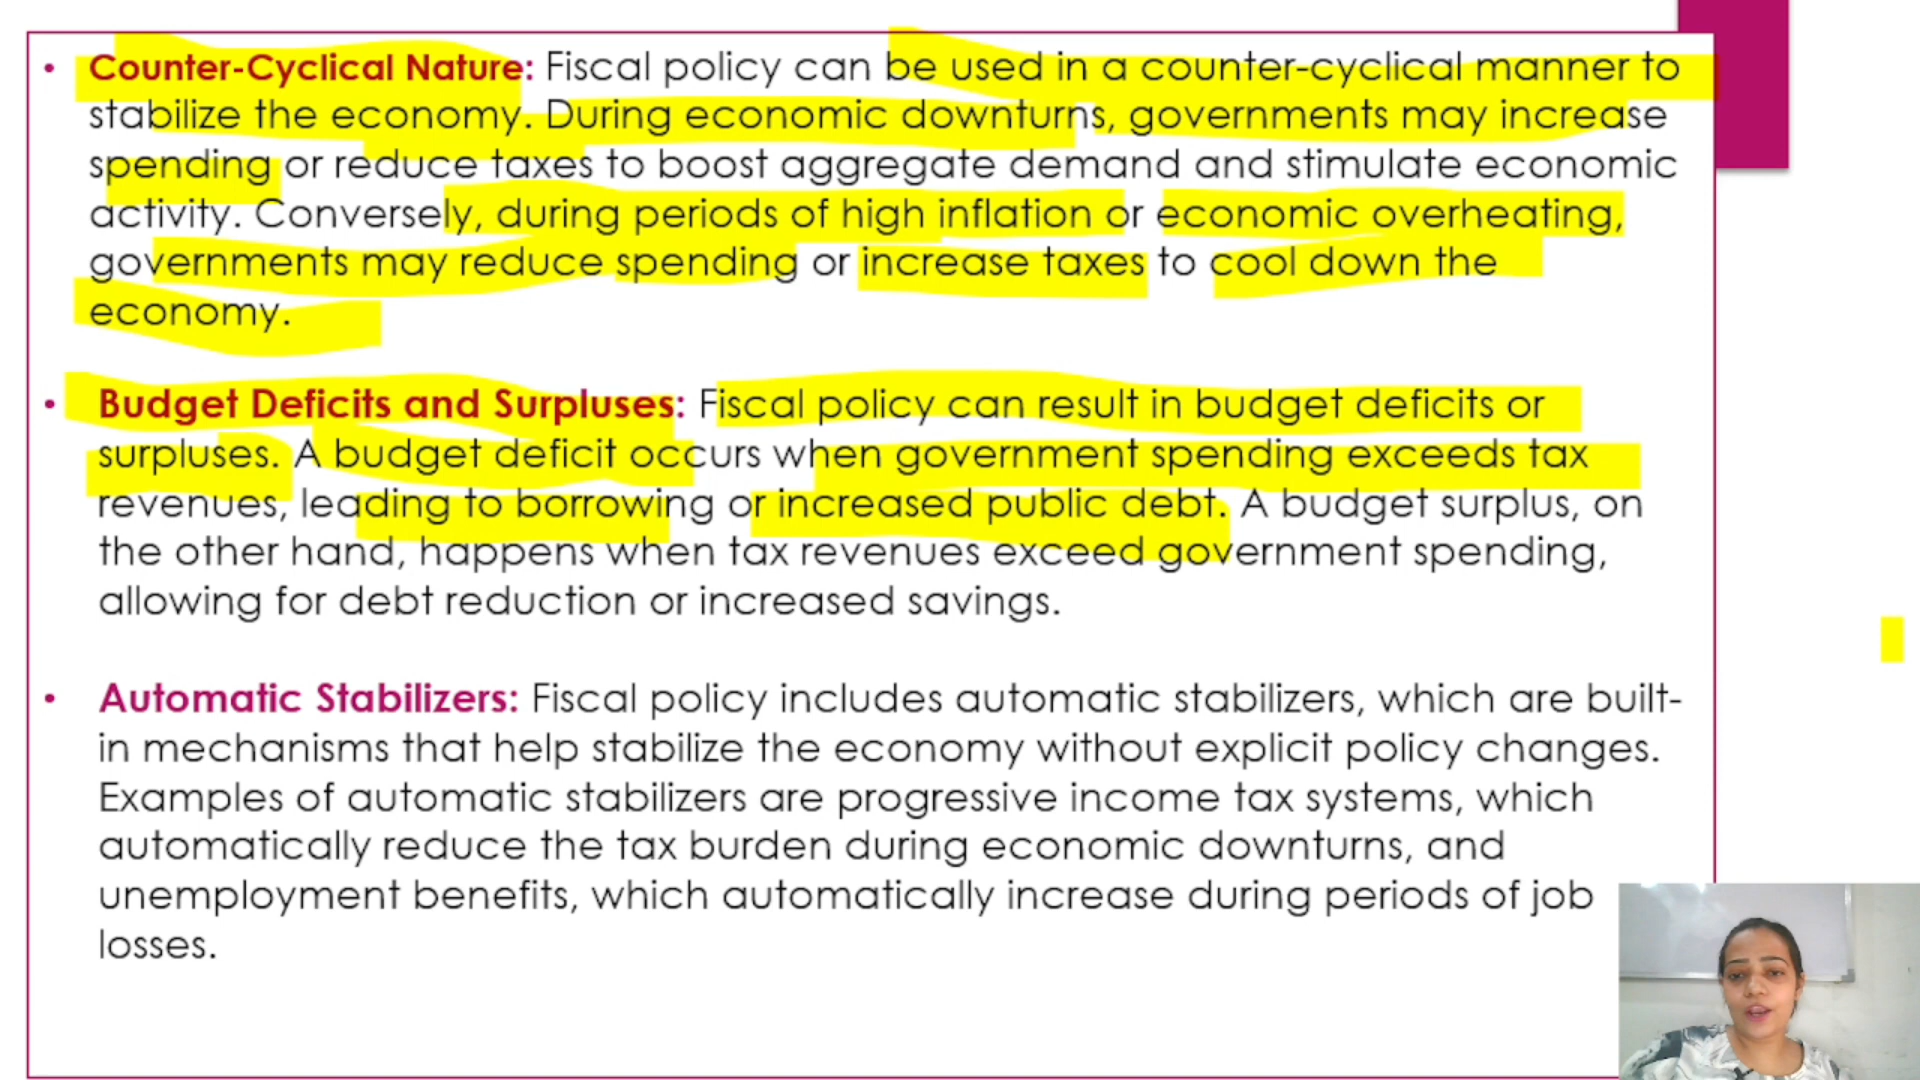 • Counter-Cyclical Nature: Fiscal policy can be used in a counter-cyclical manner to
stabilize the economy. During economic downturns, governments may increase
spending or reduce taxes to boost aggregate demand and stimulate economic
activity. Conversely, during periods of high inflation or economic overheating,
governments may reduce spending or increase taxes to cool down the
economy.
• Budget Deficits and Surpluses: Fiscal policy can result in budget deficits or
surpluses. A budget deficit occurs when government spending exceeds tax
revenues, leading to borrowing or increased public debt. A budget surplus, on
the other hand, happens when tax revenues exceed government spending,
allowing for debt reduction or increased savings.
• Automatic Stabilizers: Fiscal policy includes automatic stabilizers, which are built-
in mechanisms that help stabilize the economy without explicit policy changes.
Examples of automatic stabilizers are progressive income tax systems, which
automatically reduce the tax burden during economic downturns, and
unemployment benefits, which automatically increase during periods of job
losses.